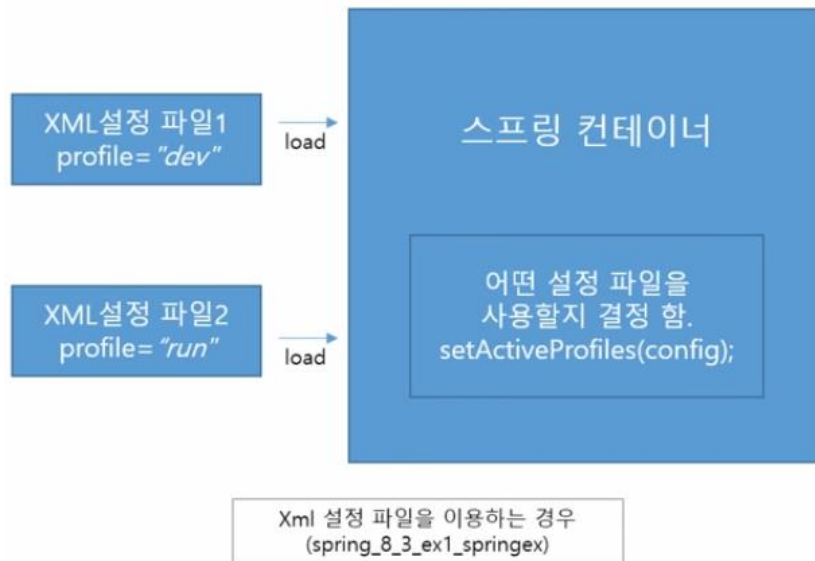 XML설정 파일1
profile="dev"
load
스프링 컨테이너
XML설정 파일2
profile="run"
load
어떤 설정 파일을
사용할지 결정 함.
setActiveProfiles(config);
Xml 설정 파일을 이용하는 경우
(spring_8_3_ex1_springex)